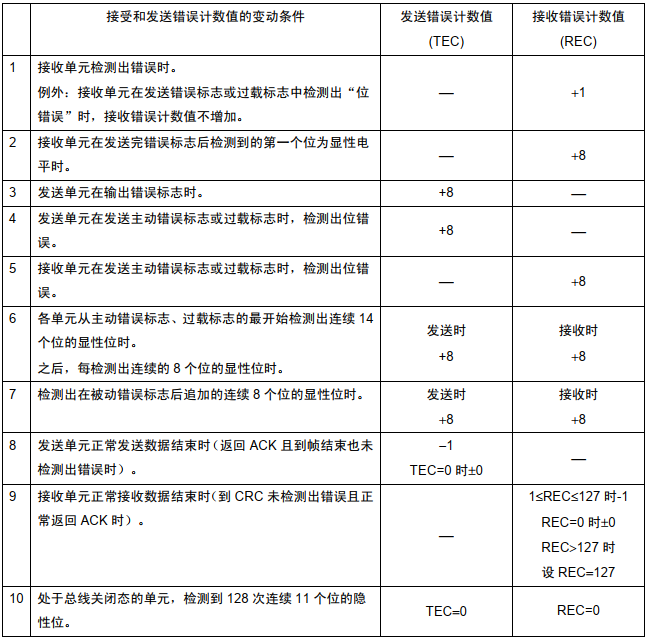 接受和发送错误计数值的变动条件
发送错误计数值
(TEC)
接收错误计数值
(REC)
1
接收单元检测出错误时。
例外：接收单元在发送错误标志或过载标志中检测出“位
错误”时，接收错误计数值不增加。
—
+1
2
接收单元在发送完错误标志后检测到的第一个位为显性电
平时。
—
+8
3
发送单元在输出错误标志时。
+8
—
4
发送单元在发送主动错误标志或过载标志时，检测出位错
误。
+8
—
5
接收单元在发送主动错误标志或过载标志时，检测出位错
误。
—
+8
6
各单元从主动错误标志、过载标志的最开始检测出连续 14
个位的显性位时。
之后，每检测出连续的 8 个位的显性位时。
发送时
+8
接收时
+8
7
检测出在被动错误标志后追加的连续 8 个位的显性位时。
发送时
+8
接收时
+8
8
发送单元正常发送数据结束时（返回 ACK 且到帧结束也未
检测出错误时）。
−1
TEC=0 时±0
—
9
接收单元正常接收数据结束时（到 CRC 未检测出错误且正
常返回 ACK 时）。
—
1≤REC≤127 时-1
REC=0 时±0
REC>127 时
设 REC=127
10
处于总线关闭态的单元，检测到 128 次连续 11 个位的隐
性位。
TEC=0
REC=0